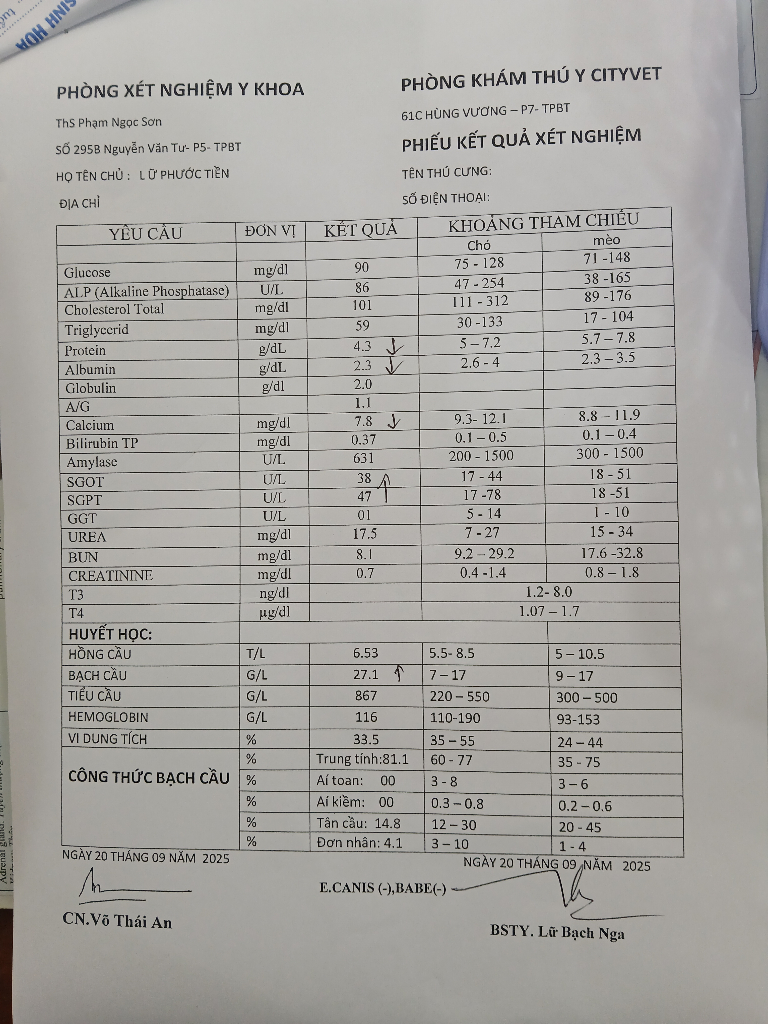 SINH HOA
PHÒNG XÉT NGHIỆM Y KHOA
ThS Phạm Ngọc Sơn
SỐ 295B Nguyễn Văn Tư- P5- TPBT
HỌ TÊN CHỦ : LỮ PHƯỚC TIỀN
ĐỊA CHỈ
PHÒNG KHÁM THÚ Y CITYVET
61C HÙNG VƯƠNG – P7- TPBT
PHIẾU KẾT QUẢ XÉT NGHIỆM
TÊN THÚ CƯNG:
SỐ ĐIỆN THOẠI:
YÊU CẦU ĐƠN VỊ KẾT QUẢ KHOẢNG THAM CHIẾU
Chó mèo
Glucose mg/dl 90 75 - 128 71 -148
ALP (Alkaline Phosphatase) U/L 86 47 - 254 38 -165
Cholesterol Total mg/dl 101 111 - 312 89 -176
Triglycerid mg/dl 59 30 -133 17 - 104
Protein g/dL 4.3 ↓ 5 – 7.2 5.7 – 7.8
Albumin g/dL 2.3 ↓ 2.6 - 4 2.3 – 3.5
Globulin g/dl 2.0
A/G 1.1
Calcium mg/dl 7.8 ↓ 9.3- 12.1 8.8 – 11.9
Bilirubin TP mg/dl 0.37 0.1 – 0.5 0.1 – 0.4
Amylase U/L 631 200 - 1500 300 - 1500
SGOT U/L 38 ↑ 17 - 44 18 - 51
SGPT U/L 47 17 -78 18 -51
GGT U/L 01 5 - 14 1 - 10
UREA mg/dl 17.5 7 - 27 15 - 34
BUN mg/dl 8.1 9.2 – 29.2 17.6 -32.8
CREATININE mg/dl 0.7 0.4 -1.4 0.8 – 1.8
T3 ng/dl 1.2- 8.0
T4 µg/dl 1.07 – 1.7
HUYẾT HỌC:
HỒNG CẦU T/L 6.53 5.5- 8.5 5 – 10.5
BẠCH CẦU G/L 27.1 ↑ 7 – 17 9 – 17
TIỂU CẦU G/L 867 220 – 550 300 – 500
HEMOGLOBIN G/L 116 110-190 93-153
VI DUNG TÍCH % 33.5 35 – 55 24 – 44
CÔNG THỨC BẠCH CẦU
% Trung tính:81.1 60 - 77 35 - 75
% Aí toan: 00 3 - 8 3 – 6
% Aí kiềm: 00 0.3 – 0.8 0.2 – 0.6
% Tân cầu: 14.8 12 – 30 20 - 45
% Đơn nhân: 4.1 3 – 10 1 - 4
NGÀY 20 THÁNG 09 NĂM 2025
NGÀY 20 THÁNG 09 NĂM 2025
E.CANIS (-),BABE(-)
CN.Võ Thái An
BSTY. Lữ Bạch Nga